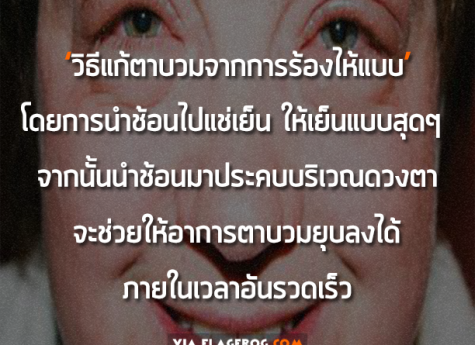 'วิธีแก้ตาบวมจากการร้องไห้แบบ'
โดยการนำช้อนไปแช่เย็น ให้เย็นแบบสุดๆ
จากนั้นนำช้อนมาประคบบริเวณดวงตา
จะช่วยให้อาการตาบวมยุบลงได้
ภายในเวลาอันรวดเร็ว
VIA FLAGFROG.COM